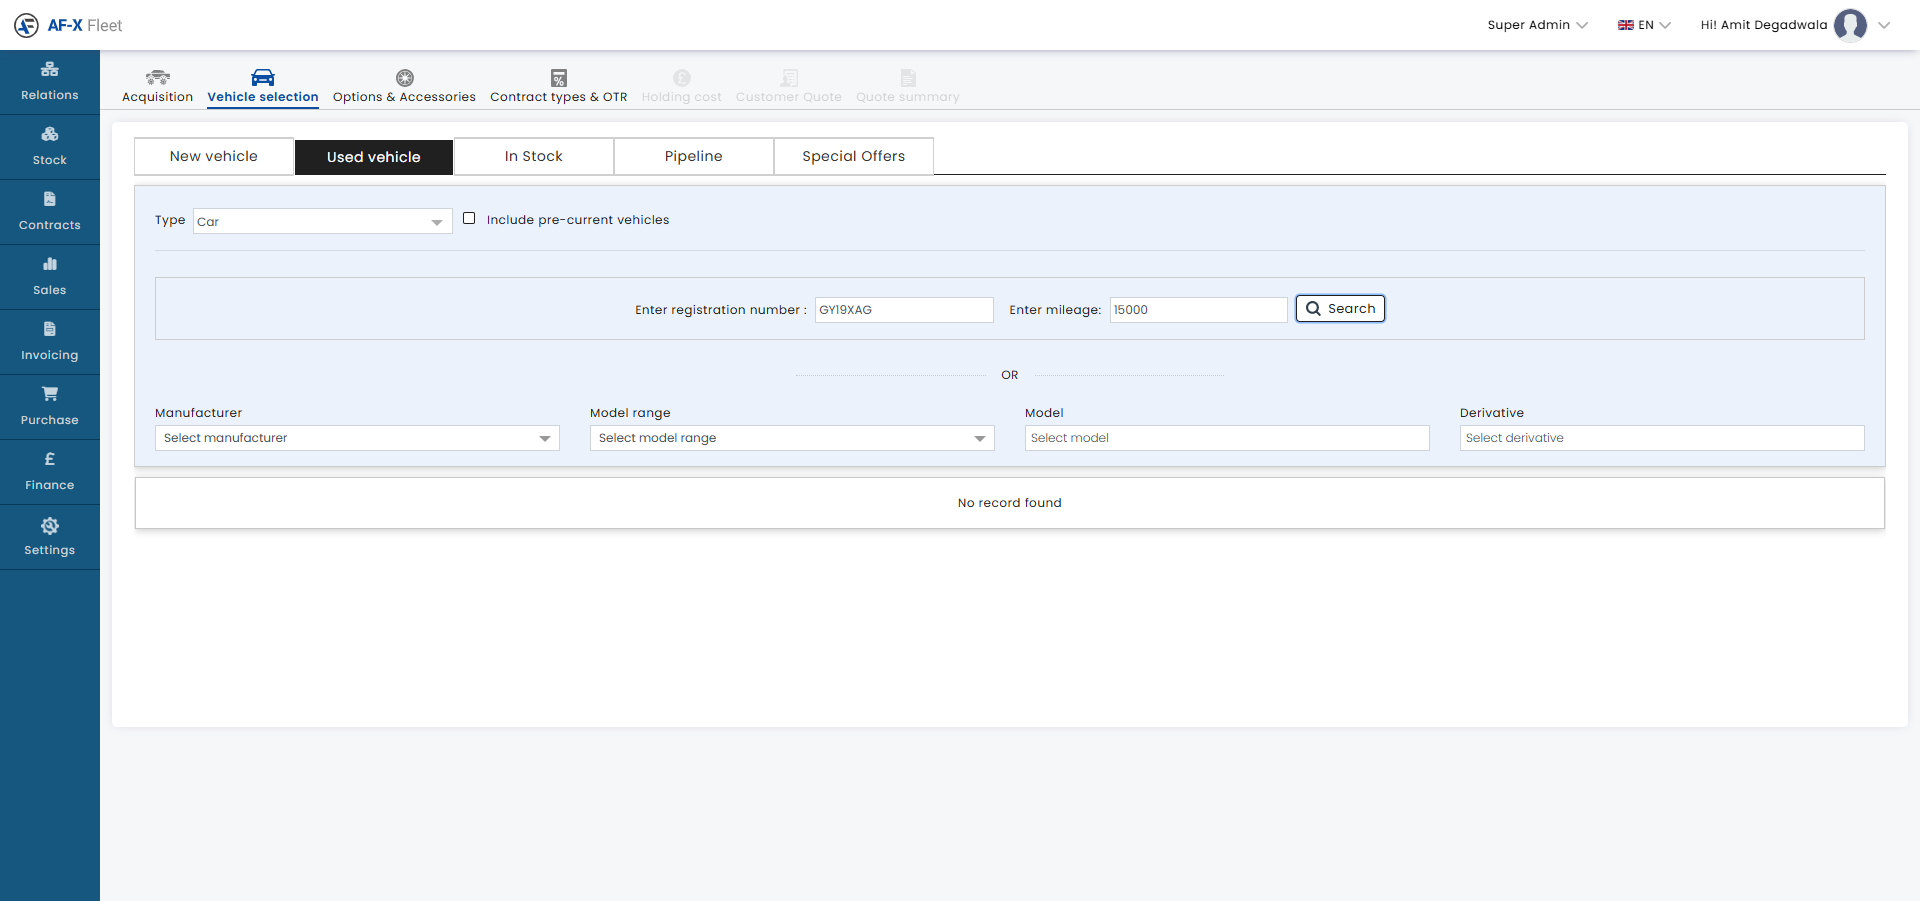 AF-X Fleet
Super Admin
EN
Hi! Amit Degadwala
Relations
Stock
Contracts
Sales
Invoicing
Purchase
£
Finance
Settings
Acquisition
Vehicle selection
Options & Accessories
Contract types & OTR
Holding cost
Customer Quote
Quote summary
New vehicle
Used vehicle
In Stock
Pipeline
Special Offers
Type
Car
Include pre-current vehicles
Enter registration number :
GY19XAG
Enter mileage:
15000
Search
OR
Manufacturer
Model range
Model
Derivative
Select manufacturer
Select model range
Select model
Select derivative
No record found